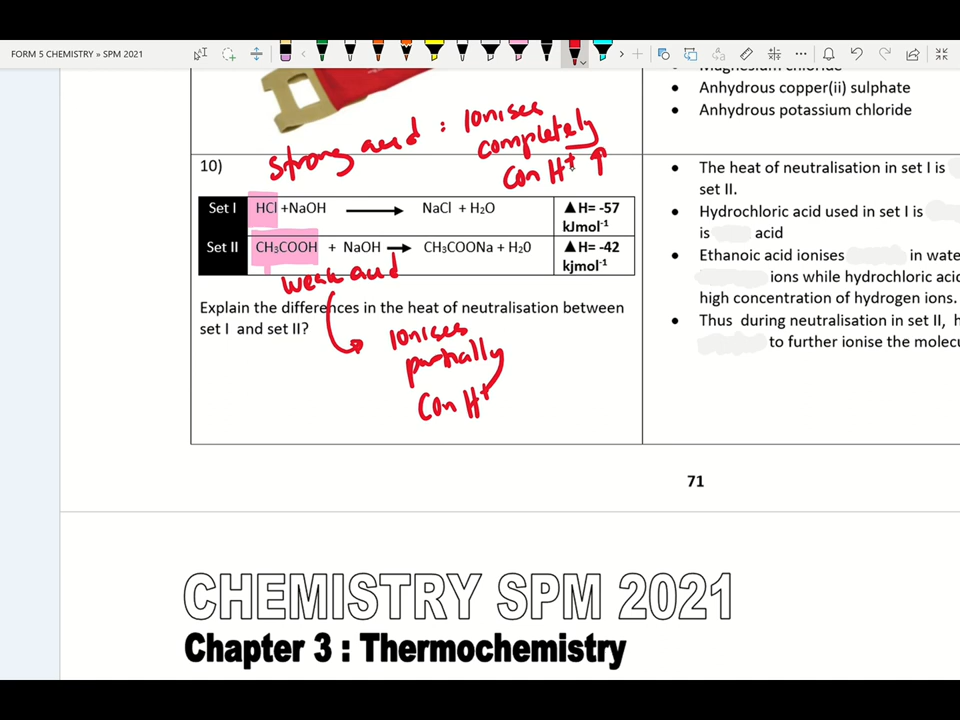 FORM 5 CHEMISTRY » SPM 2021
Anhydrous copper(ii) sulphate
Anhydrous potassium chloride
strong acid : ionises
completely
Con H+ ↑
10)
Set I HCl +NaOH → NaCl + H2O ▲H= -57
kJmol-1
Set II CH3COOH + NaOH → CH3COONa + H20 ▲H= -42
kjmol-1
weak acid
Explain the differences in the heat of neutralisation between
set I and set II?
ionises
partially
Con H+
• The heat of neutralisation in set I is
set II.
• Hydrochloric acid used in set I is
is acid
• Ethanoic acid ionises in wate
ions while hydrochloric acid
high concentration of hydrogen ions.
• Thus during neutralisation in set II, h
to further ionise the molecu
71
CHEMISTRY SPM 2021
Chapter 3 : Thermochemistry